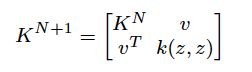 $K^{N+1} = \begin{bmatrix} K^N & v \\ v^T & k(z,z) \end{bmatrix}$